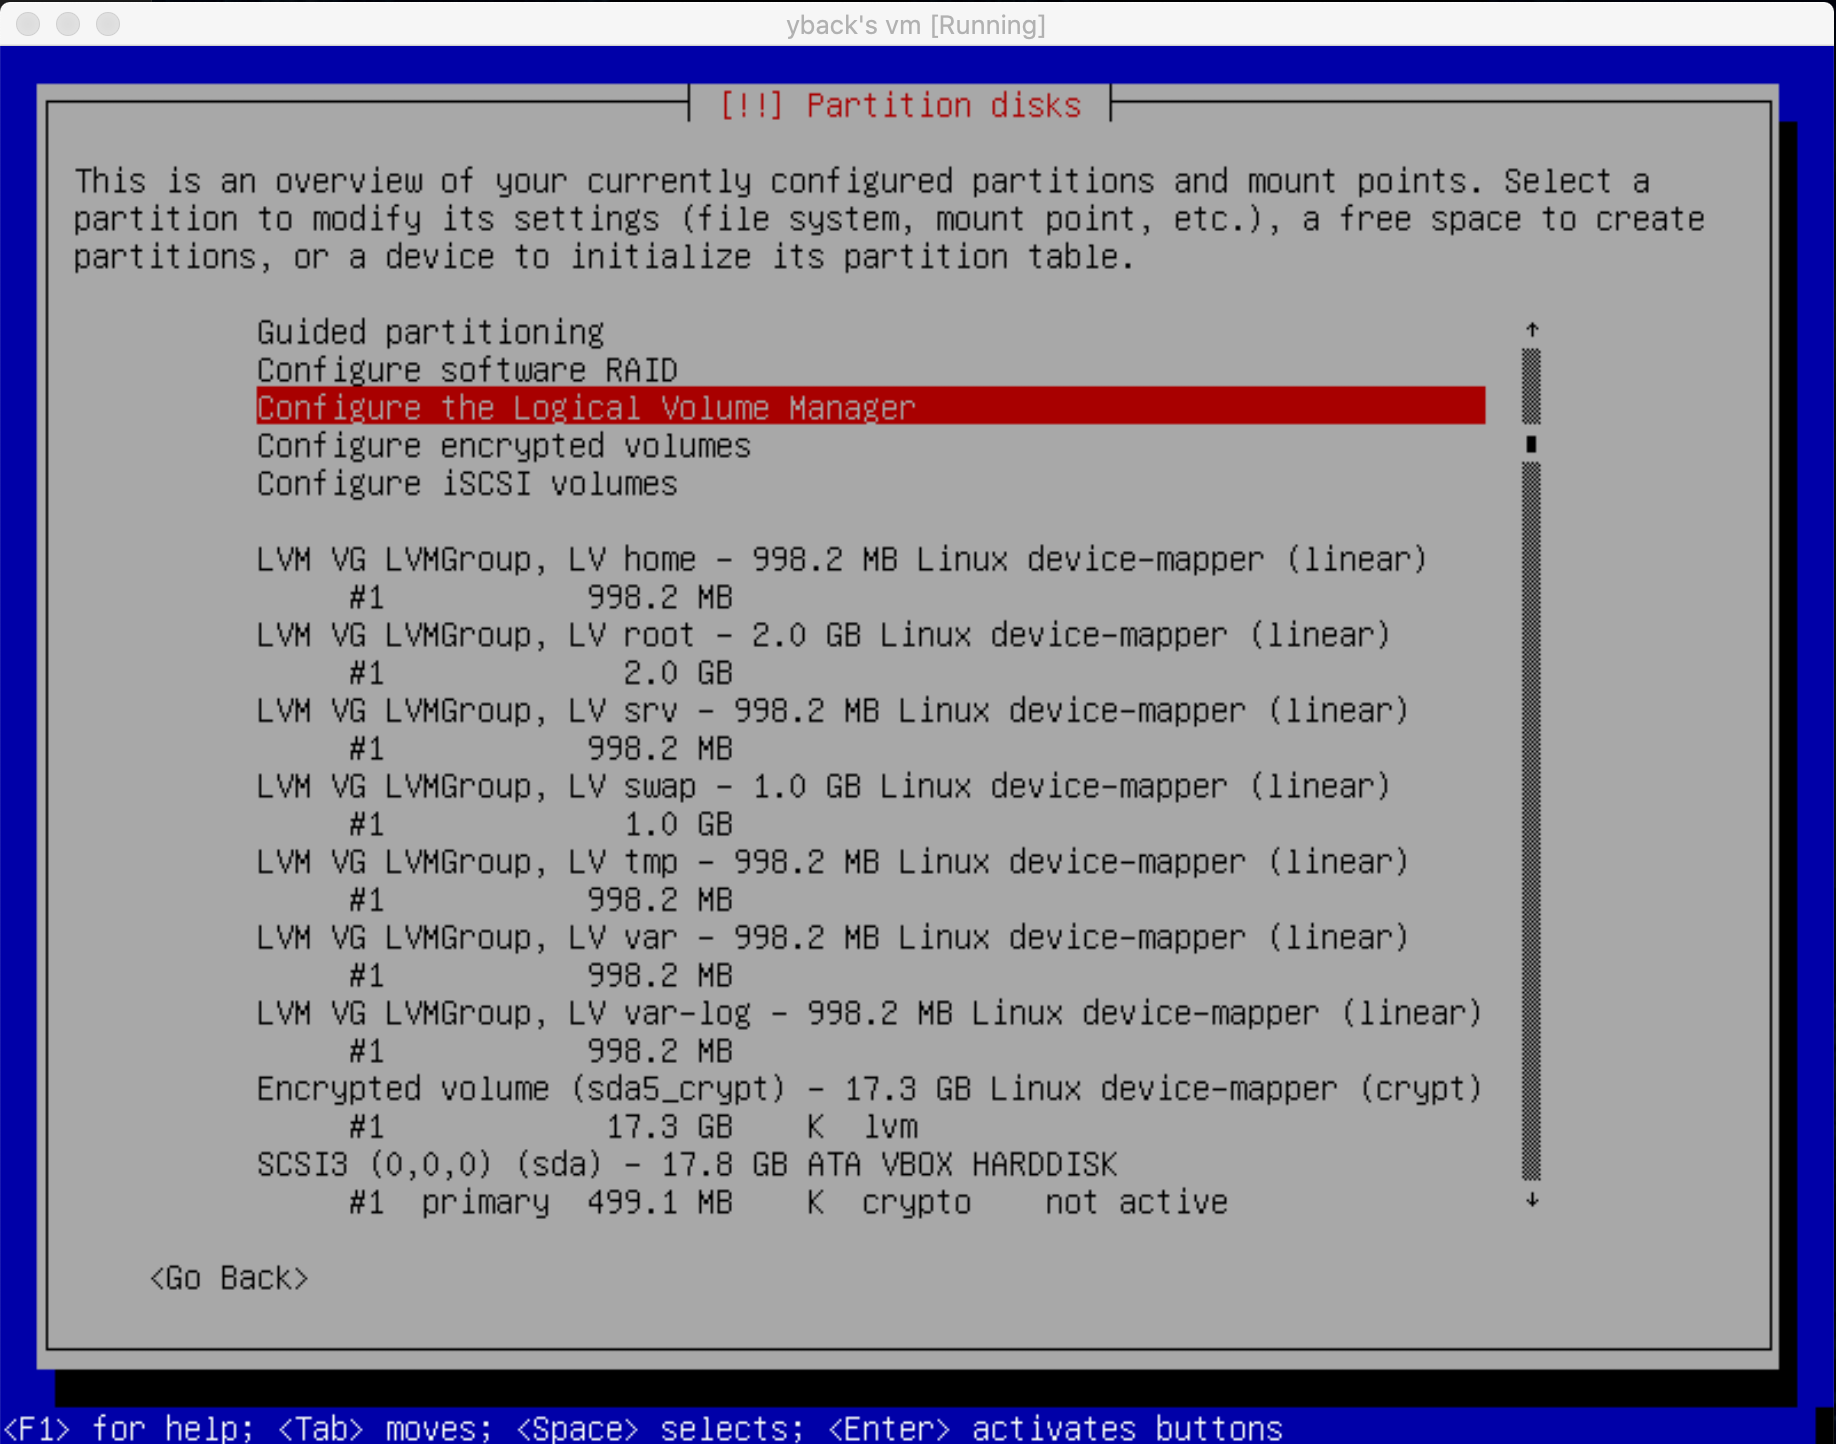 yback's vm [Running]
[!!] Partition disks
This is an overview of your currently configured partitions and mount points. Select a
partition to modify its settings (file system, mount point, etc.), a free space to create
partitions, or a device to initialize its partition table.
Guided partitioning
Configure software RAID
Configure the Logical Volume Manager
Configure encrypted volumes
Configure iSCSI volumes
LVM VG LVMGroup, LV home - 998.2 MB Linux device-mapper (linear)
#1 998.2 MB
LVM VG LVMGroup, LV root - 2.0 GB Linux device-mapper (linear)
#1 2.0 GB
LVM VG LVMGroup, LV srv - 998.2 MB Linux device-mapper (linear)
#1 998.2 MB
LVM VG LVMGroup, LV swap - 1.0 GB Linux device-mapper (linear)
#1 1.0 GB
LVM VG LVMGroup, LV tmp - 998.2 MB Linux device-mapper (linear)
#1 998.2 MB
LVM VG LVMGroup, LV var - 998.2 MB Linux device-mapper (linear)
#1 998.2 MB
LVM VG LVMGroup, LV var-log - 998.2 MB Linux device-mapper (linear)
#1 998.2 MB
Encrypted volume (sda5_crypt) - 17.3 GB Linux device-mapper (crypt)
#1 17.3 GB K lvm
SCSI3 (0,0,0) (sda) - 17.8 GB ATA VBOX HARDDISK
#1 primary 499.1 MB K crypto not active
<Go Back>
<F1> for help; <Tab> moves; <Space> selects; <Enter> activates buttons